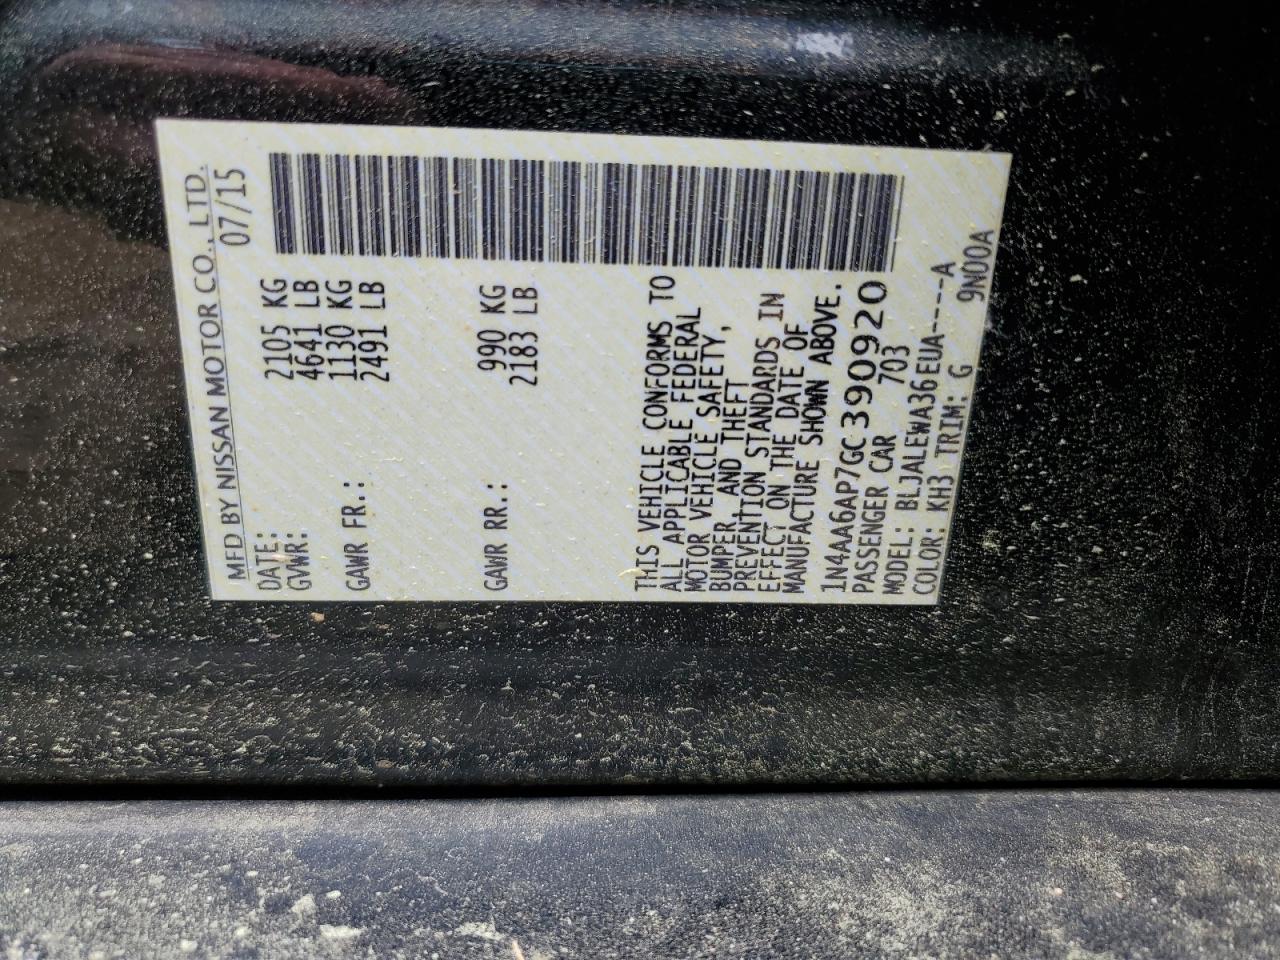 MFD BY NISSAN MOTOR CO., LTD.
DATE: 07/15
GVWR: 2105 KG
4641 LB
GAWR FR.: 1130 KG
2491 LB
GAWR RR.: 990 KG
2183 LB
THIS VEHICLE CONFORMS TO
ALL APPLICABLE FEDERAL
MOTOR VEHICLE SAFETY,
BUMPER, AND THEFT
PREVENTION STANDARDS IN
EFFECT ON THE DATE OF
MANUFACTURE SHOWN ABOVE.
1N4AA6AP7GC390920
PASSENGER CAR 703
MODEL: BLJALEWA36EUA-----A
COLOR: KH3 TRIM: G 9N00A